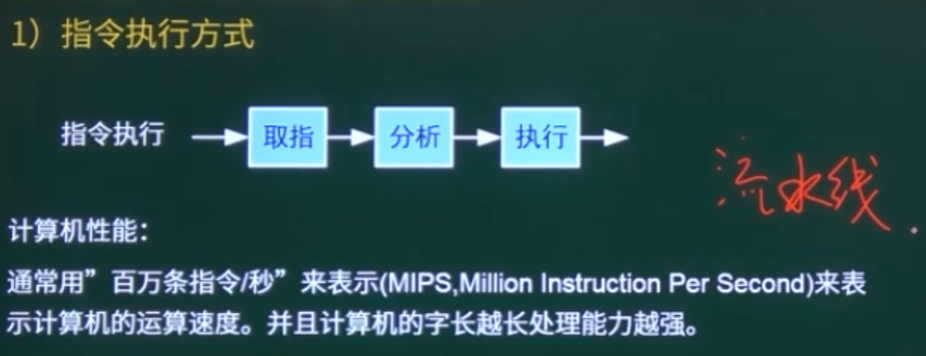 1）指令执行方式
指令执行 取指 分析 执行
流水线
计算机性能：
通常用”百万条指令/秒”来表示(MIPS,Million Instruction Per Second)来表
示计算机的运算速度。并且计算机的字长越长处理能力越强。